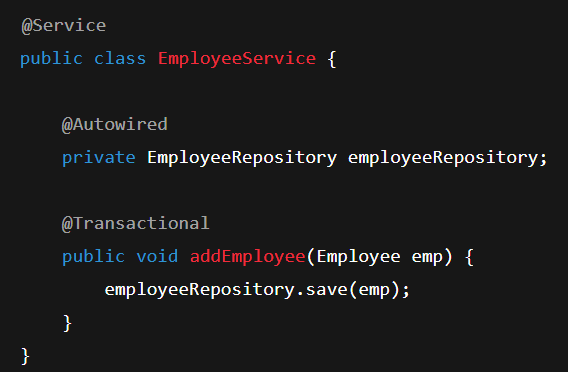 @Service
public class EmployeeService {
@Autowired
private EmployeeRepository employeeRepository;
@Transactional
public void addEmployee(Employee emp) {
employeeRepository.save(emp);
}
}